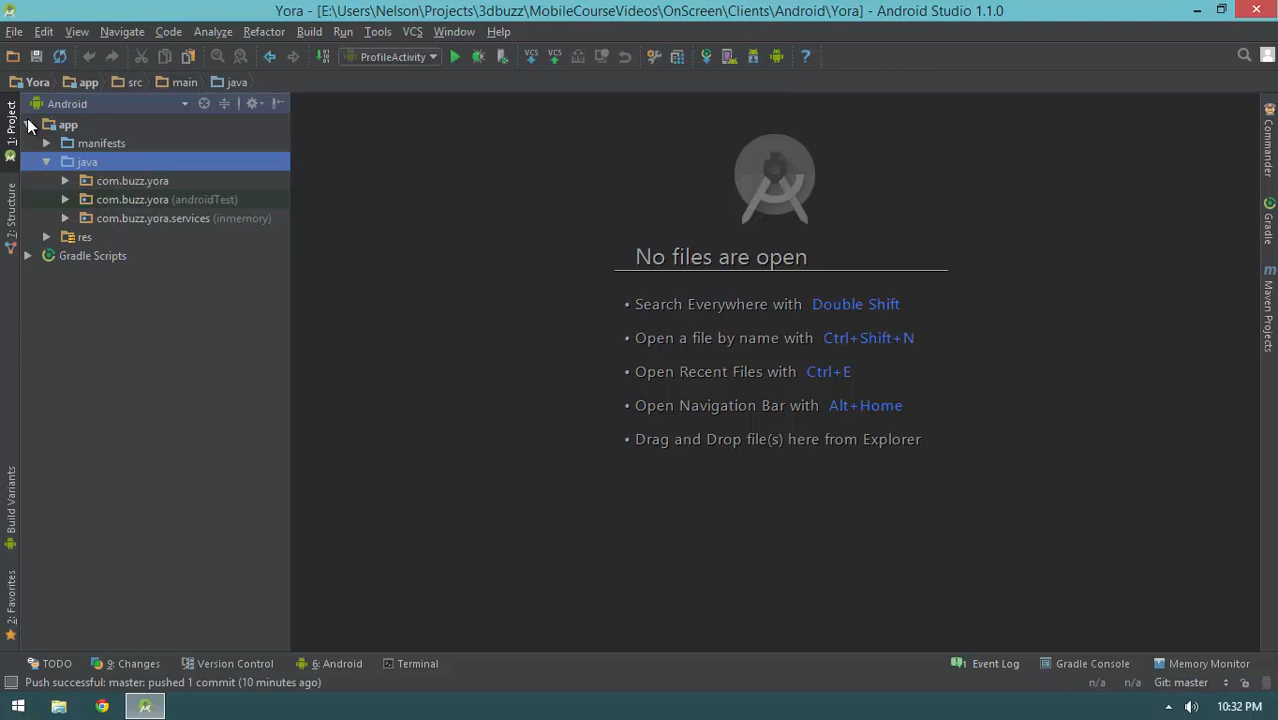 Yora - [E:\Users\Nelson\Projects\3dbuzz\MobileCourseVideos\OnScreen\Clients\Android\Yora] - Android Studio 1.1.0
File Edit View Navigate Code Analyze Refactor Build Run Tools VCS Window Help
ProfileActivity VCS VCS ?
Yora app src main java
Android
1: Project
7: Structure
Build Variants
2: Favorites
app
manifests
java
com.buzz.yora
com.buzz.yora (androidTest)
com.buzz.yora.services (inmemory)
res
Gradle Scripts
No files are open
• Search Everywhere with Double Shift
• Open a file by name with Ctrl+Shift+N
• Open Recent Files with Ctrl+E
• Open Navigation Bar with Alt+Home
• Drag and Drop file(s) here from Explorer
Commander
Gradle
m
Maven Projects
TODO 9: Changes Version Control 6: Android Terminal Event Log Gradle Console Memory Monitor
Push successful: master: pushed 1 commit (10 minutes ago) n/a n/a Git: master
10:32 PM